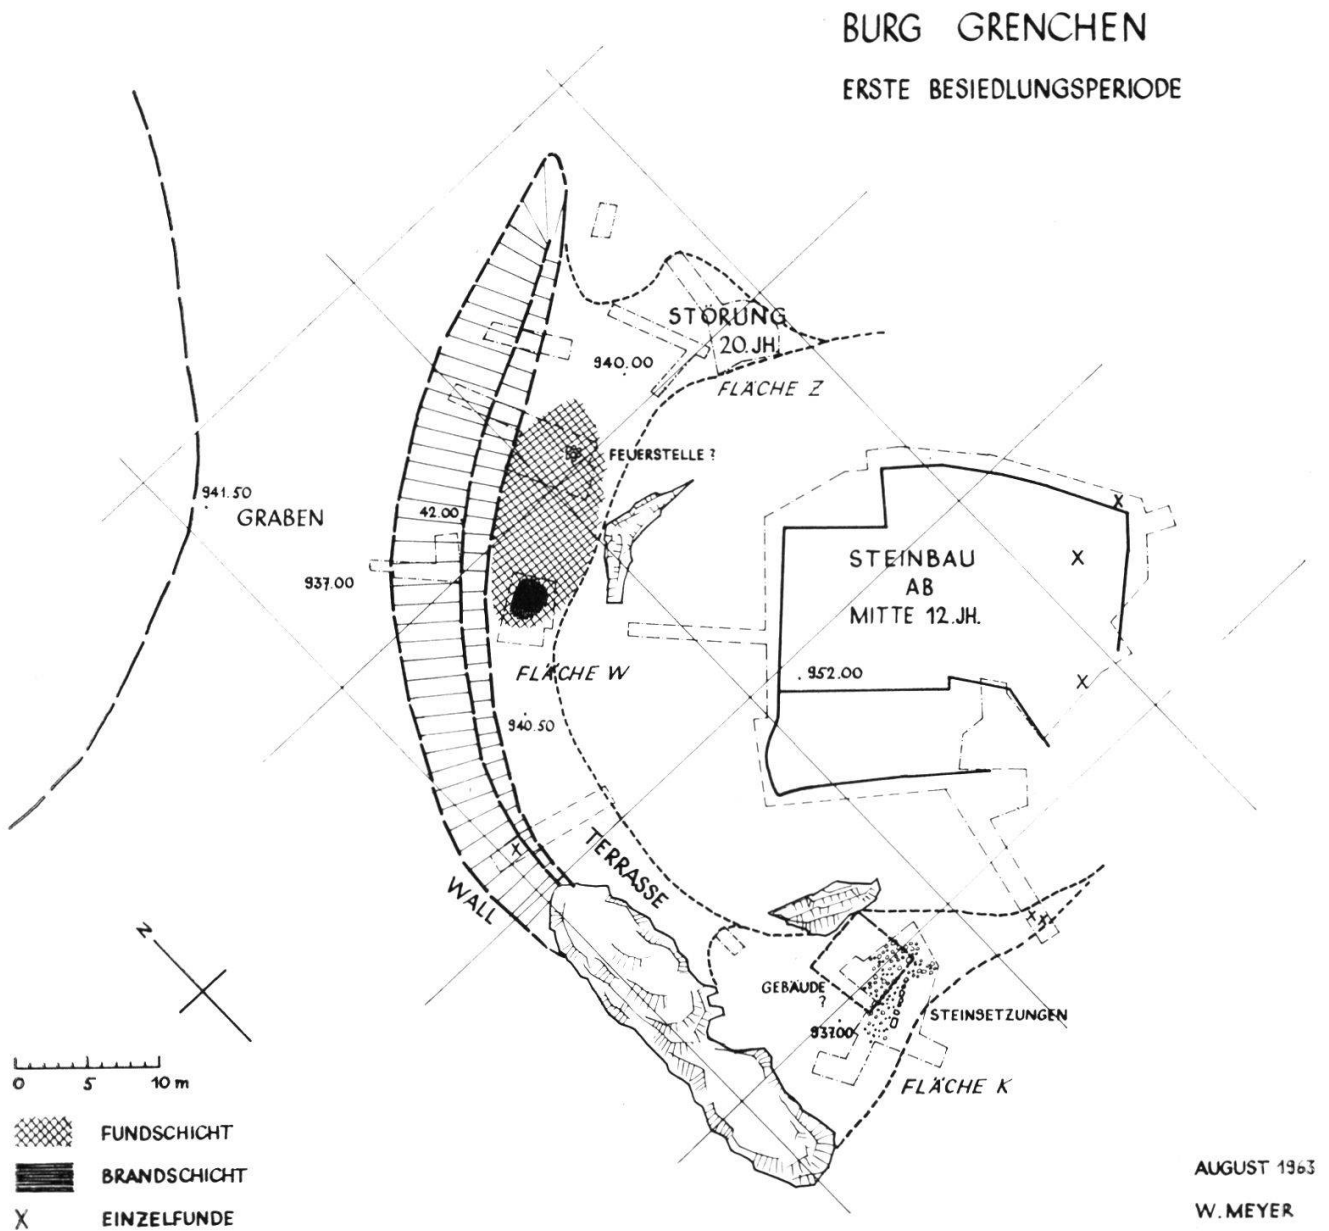 BURG GRENCHEN
ERSTE BESIEDLUNGSPERIODE
STÖRUNG
20. JH.
940.00
FLÄCHE Z
FEUERSTELLE ?
941.50
GRABEN
42.00
937.00
STEINBAU
AB
MITTE 12. JH.
952.00
FLÄCHE W
940.50
TERRASSE
WALL
N
GEBÄUDE
?
937.00
STEINSETZUNGEN
FLÄCHE K
0 5 10 m
FUNDSCHICHT
BRANDSCHICHT
X EINZELFUNDE
AUGUST 1963
W. MEYER